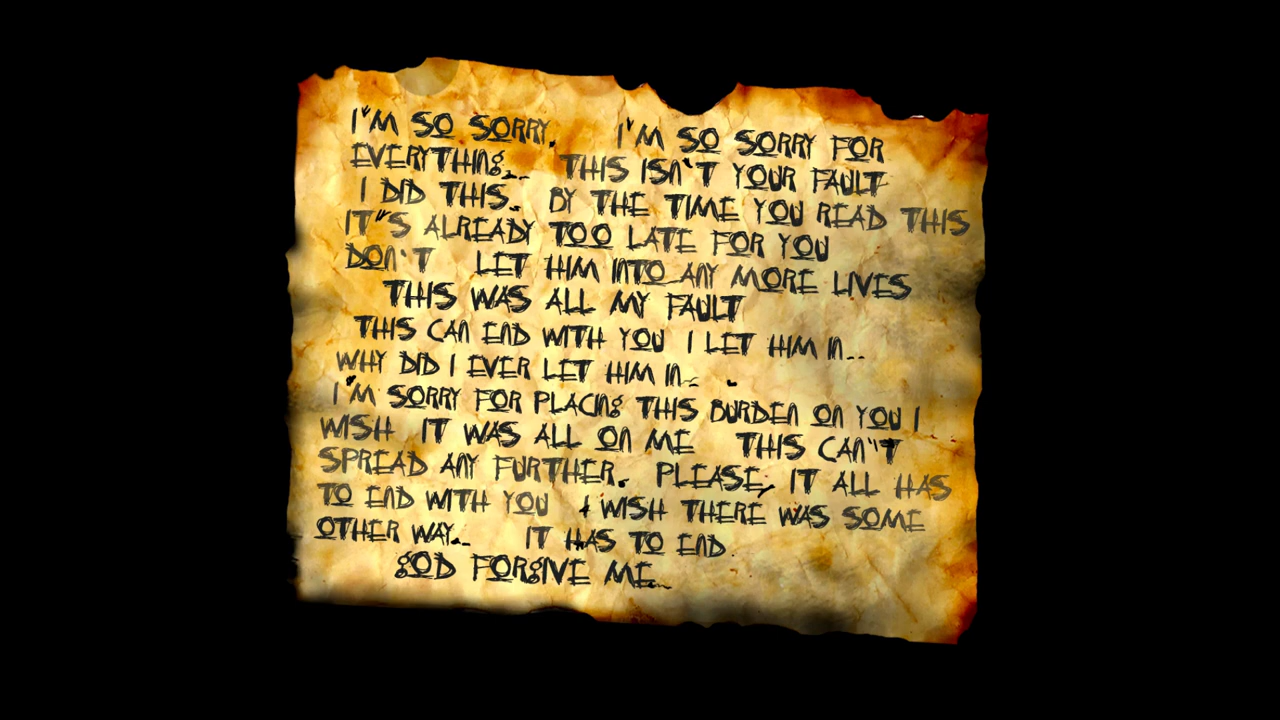 I'M SO SORRY. I'M SO SORRY FOR
EVERYTHING... THIS ISN'T YOUR FAULT
I DID THIS. BY THE TIME YOU READ THIS
IT"S ALREADY TOO LATE FOR YOU
DON'T LET HIM INTO ANY MORE LIVES
THIS WAS ALL MY FAULT
THIS CAN END WITH YOU I LET HIM IN..
WHY DID I EVER LET HIM IN.. .
I'M SORRY FOR PLACING THIS BURDEN ON YOU I
WISH IT WAS ALL ON ME THIS CAN"T
SPREAD ANY FURTHER. PLEASE, IT ALL HAS
TO END WITH YOU I WISH THERE WAS SOME
OTHER WAY.. IT HAS TO END.
GOD FORGIVE ME...